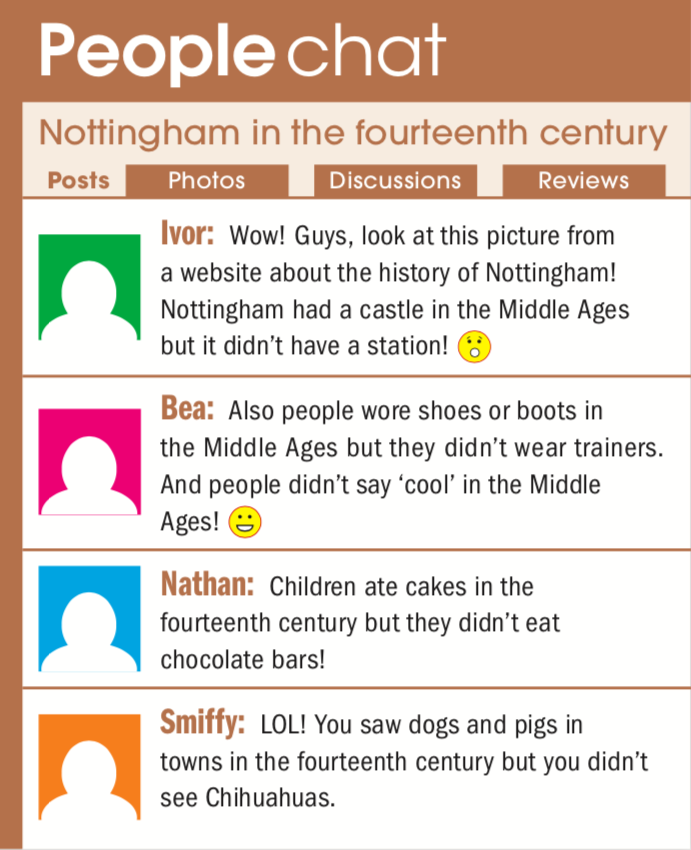 People chat
Nottingham in the fourteenth century
Posts Photos Discussions Reviews
Ivor: Wow! Guys, look at this picture from
a website about the history of Nottingham!
Nottingham had a castle in the Middle Ages
but it didn’t have a station!
Bea: Also people wore shoes or boots in
the Middle Ages but they didn’t wear trainers.
And people didn’t say ‘cool’ in the Middle
Ages!
Nathan: Children ate cakes in the
fourteenth century but they didn’t eat
chocolate bars!
Smiffy: LOL! You saw dogs and pigs in
towns in the fourteenth century but you didn’t
see Chihuahuas.